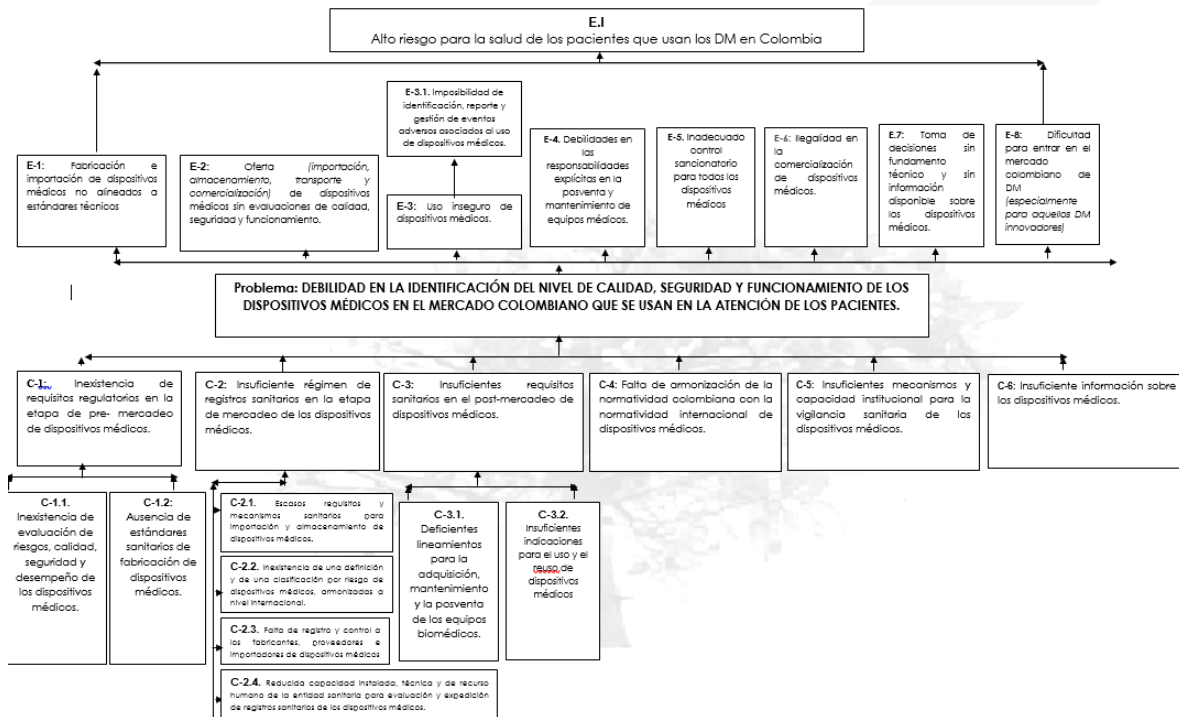 E.I
Alto riesgo para la salud de los pacientes que usan los DM en Colombia
E-3.1. Imposibilidad de
identificación, reporte y
gestión de eventos
adversos asociados al uso
de dispositivos médicos.
E-1: Fabricación e
importación de dispositivos
médicos no alineados a
estándares técnicos
E-2: Oferta (importación,
almacenamiento, transporte y
comercialización) de dispositivos
médicos sin evaluaciones de calidad,
seguridad y funcionamiento.
E-3: Uso inseguro de
dispositivos médicos.
E-4. Debilidades en
las
responsabilidades
explícitas en la
posventa y
mantenimiento de
equipos médicos.
E-5. Inadecuado
control
sancionatorio
para todos los
dispositivos
médicos
E-6: Ilegalidad en
la
comercialización
de dispositivos
médicos.
E.7: Toma de
decisiones sin
fundamento
técnico y sin
información
disponible sobre
los dispositivos
médicos.
E-8: Dificultad
para entrar en el
mercado
colombiano de
DM
(especialmente
para aquellos DM
innovadores)
Problema: DEBILIDAD EN LA IDENTIFICACIÓN DEL NIVEL DE CALIDAD, SEGURIDAD Y FUNCIONAMIENTO DE LOS
DISPOSITIVOS MÉDICOS EN EL MERCADO COLOMBIANO QUE SE USAN EN LA ATENCIÓN DE LOS PACIENTES.
C-1: Inexistencia de
requisitos regulatorios en la
etapa de pre- mercadeo
de dispositivos médicos.
C-2: Insuficiente régimen de
registros sanitarios en la etapa
de mercadeo de los dispositivos
médicos.
C-3: Insuficientes requisitos
sanitarios en el post-mercadeo de
dispositivos médicos.
C-4: Falta de armonización de la
normatividad colombiana con la
normatividad internacional de
dispositivos médicos.
C-5: Insuficientes mecanismos y
capacidad institucional para la
vigilancia sanitaria de los
dispositivos médicos.
C-6: Insuficiente información sobre
los dispositivos médicos.
C-1.1.
Inexistencia de
evaluación de
riesgos, calidad,
seguridad y
desempeño de
los dispositivos
médicos.
C-1.2:
Ausencia de
estándares
sanitarios de
fabricación de
dispositivos
médicos.
C-2.1. Escasos requisitos y
mecanismos sanitarios para
importación y almacenamiento de
dispositivos médicos.
C-2.2. Inexistencia de una definición
y de una clasificación por riesgo de
dispositivos médicos, armonizadas a
nivel internacional.
C-2.3. Falta de registro y control a
los fabricantes, proveedores e
importadores de dispositivos médicos
C-2.4. Reducida capacidad instalada, técnica y de recurso
humano de la entidad sanitaria para evaluación y expedición
de registros sanitarios de los dispositivos médicos.
C-3.1.
Deficientes
lineamientos
para la
adquisición,
mantenimiento
y la posventa
de los equipos
biomédicos.
C-3.2.
Insuficientes
indicaciones
para el uso y el
reuso de
dispositivos
médicos